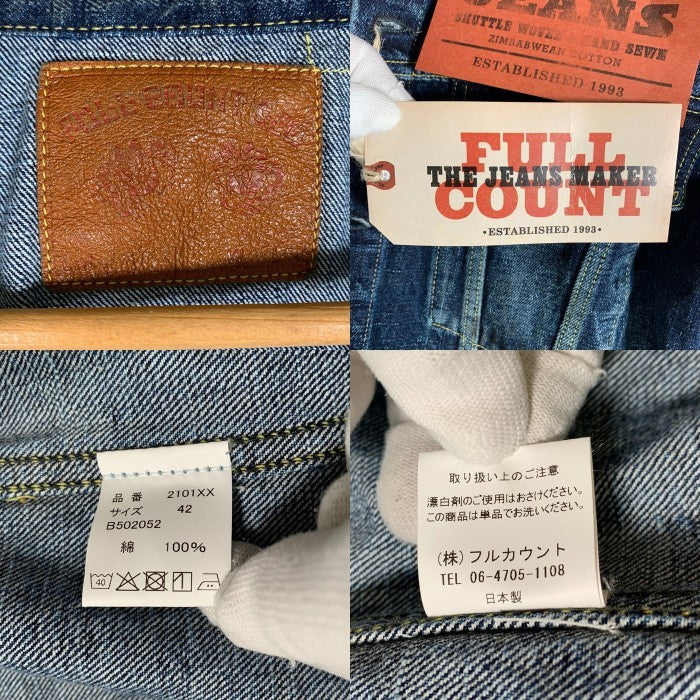 JEANS
SHUTTLE WOVEN AND SEWN
ZIMBABWEAN COTTON
ESTABLISHED 1993
FULL
THE JEANS MAKER
COUNT
•ESTABLISHED 1993•
品番 2101XX
サイズ 42
B502052
綿 100%
40
取り扱い上のご注意
漂白剤のご使用はおさけください。
この商品は単品でお洗いください。
(株)フルカウント
TEL 06-4705-1108
日本製